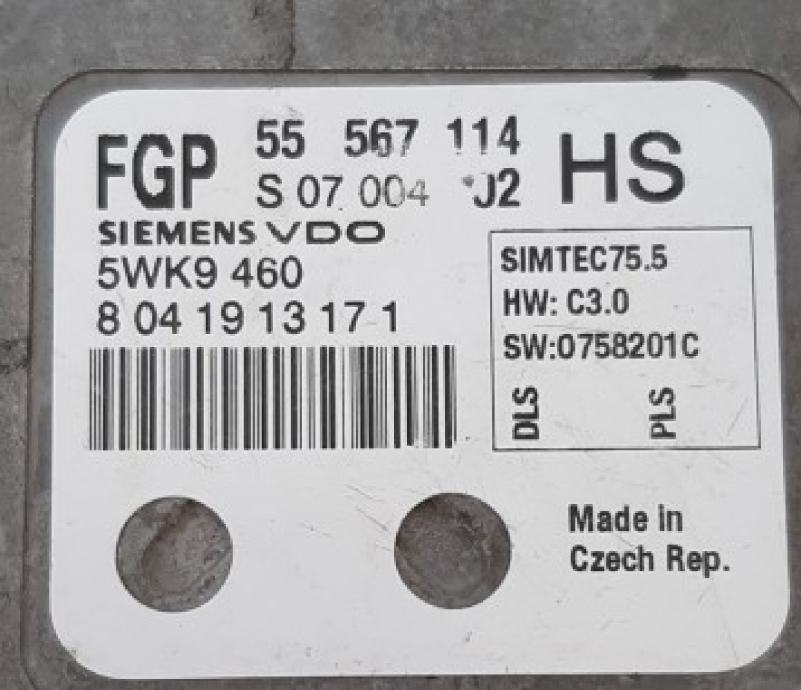 FGP 55 567 114 HS
S 07 004
SIEMENS VDO
5WK9 460
8 04 19 13 17 1
SIMTEC75.5
HW: C3.0
SW:0758201C
DLS PLS
Made in
Czech Rep.